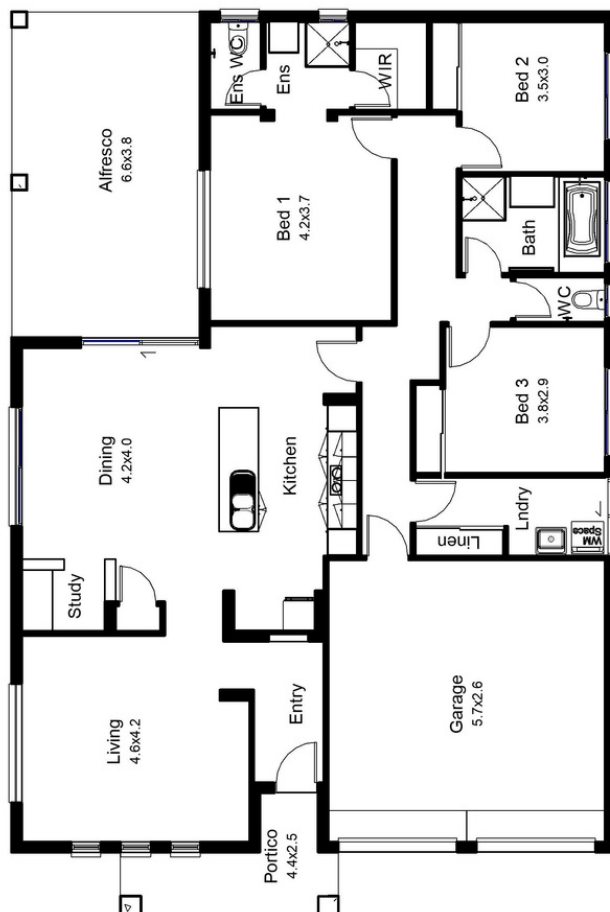 Ens WC
Ens
WIR
Bed 2
3.5x3.0
Alfresco
6.6x3.8
Bed 1
4.2x3.7
Bath
WC
Dining
4.2x4.0
Kitchen
Bed 3
3.8x2.9
Study
Linen
Lndry
WM
Space
Living
4.6x4.2
Entry
Garage
5.7x2.6
Portico
4.4x2.5